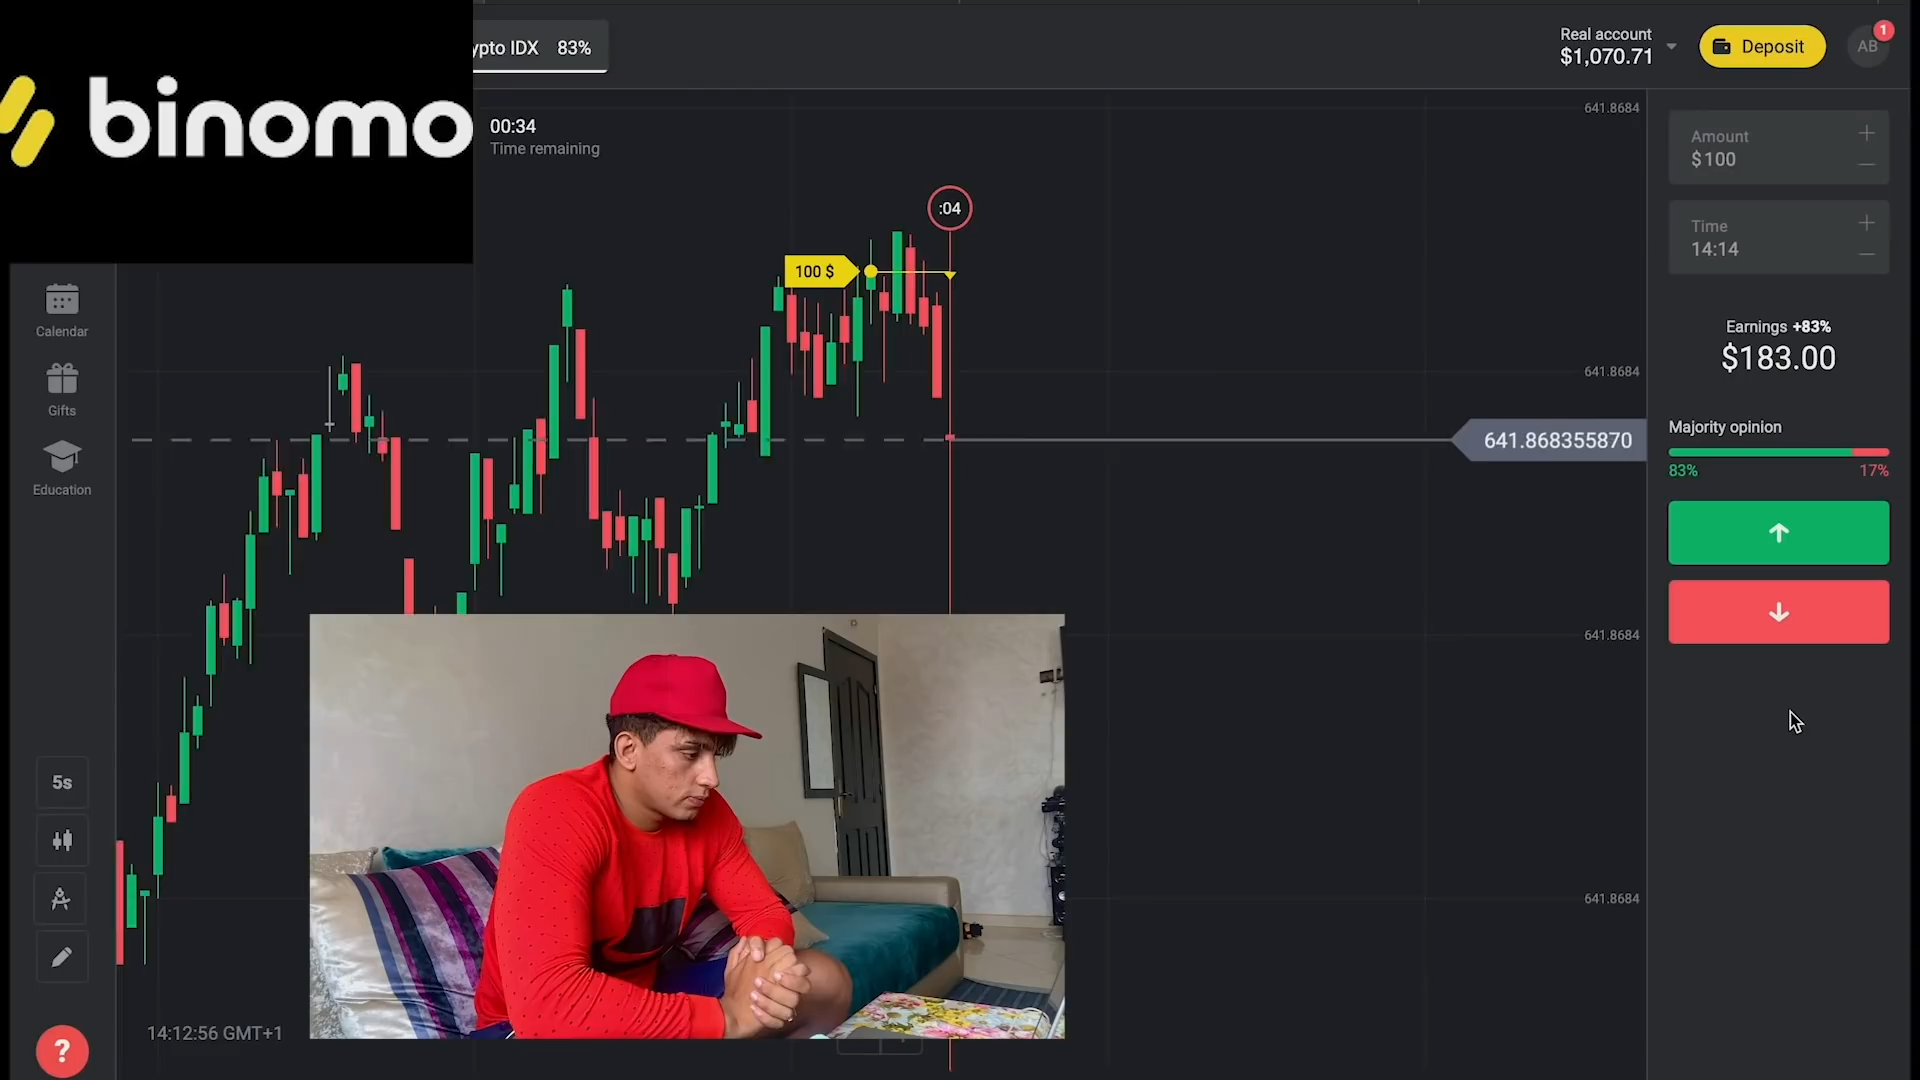 binomo
ypto IDX 83%
Real account
$1,070.71
Deposit
AB
1
00:34
Time remaining
641.8684
:04
100 $
Amount
$100
Time
14:14
Calendar
Gifts
Education
641.8684
Earnings +83%
$183.00
641.868355870
Majority opinion
83% 17%
641.8684
5s
641.8684
14:12:56 GMT+1
?